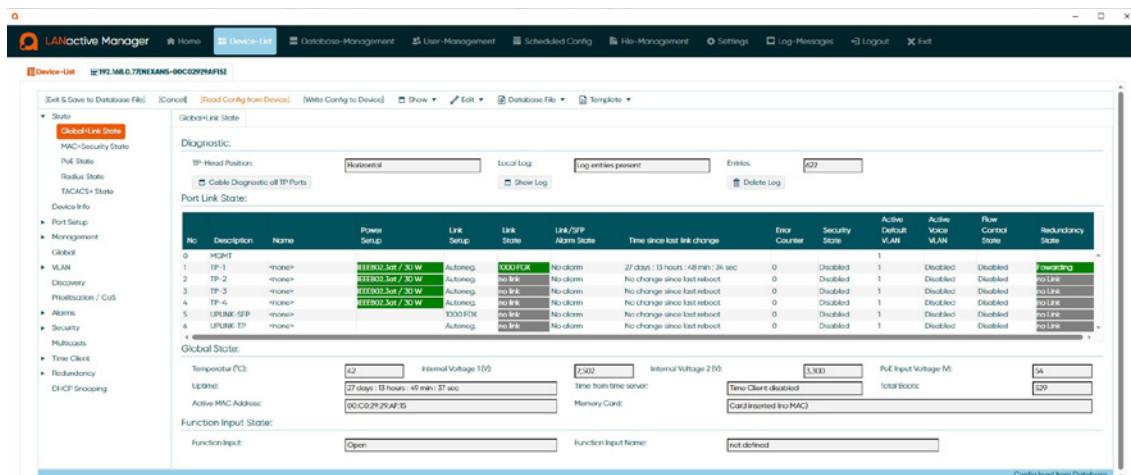 LANactive Manager Home Device-List Database-Management User-Management Scheduled Config File-Management Settings Log-Messages Logout Exit
Device-List 192.168.0.77[NEXANS-00C02929AF15]
[Exit & Save to Database File] [Cancel] [Read Config from Device] [Write Config to Device] Show Edit Database File Template
State
Global+Link State
MAC+Security State
PoE State
Radius State
TACACS+ State
Device Info
Port Setup
Management
Global
VLAN
Discovery
Prioritisation / CoS
Alarms
Security
Multicasts
Time Client
Redundancy
DHCP Snooping
Global+Link State
Diagnostic:
TP-Head Position: Horizontal Local Log: Log entries present Entries: 622
Cable Diagnostic all TP Ports Show Log Delete Log
Port Link State:
No Description Name Power Setup Link Setup Link State Link/SFP Alarm State Time since last link change Error Counter Security State Active Default VLAN Active Voice VLAN Flow Control State Redundancy State
0 MGMT 1
1 TP-1 <none> IEEE802.3at / 30 W Autoneg. 1000 FDX No alarm 27 days : 13 hours : 48 min : 24 sec 0 Disabled 1 Disabled Disabled Fowarding
2 TP-2 <none> IEEE802.3at / 30 W Autoneg. no link No alarm No change since last reboot 0 Disabled 1 Disabled Disabled no Link
3 TP-3 <none> IEEE802.3at / 30 W Autoneg. no link No alarm No change since last reboot 0 Disabled 1 Disabled Disabled no Link
4 TP-4 <none> IEEE802.3at / 30 W Autoneg. no link No alarm No change since last reboot 0 Disabled 1 Disabled Disabled no Link
5 UPLINK-SFP <none> 1000 FDX no link No alarm No change since last reboot 0 Disabled 1 Disabled Disabled no Link
6 UPLINK-TP <none> Autoneg. no link No alarm No change since last reboot 0 Disabled 1 Disabled Disabled no Link
Global State:
Temperatur (°C): 42 Internal Voltage 1 (V): 2,502 Internal Voltage 2 (V): 3,300 PoE Input Voltage (V): 54
Uptime: 27 days : 13 hours : 49 min : 37 sec Time from time server: Time Client disabled Total Boots: 529
Active MAC Address: 00:C0:29:29:AF:15 Memory Card: Card inserted (no MAC)
Function Input State:
Function Input: Open Function Input Name: not defined
Config load from Database